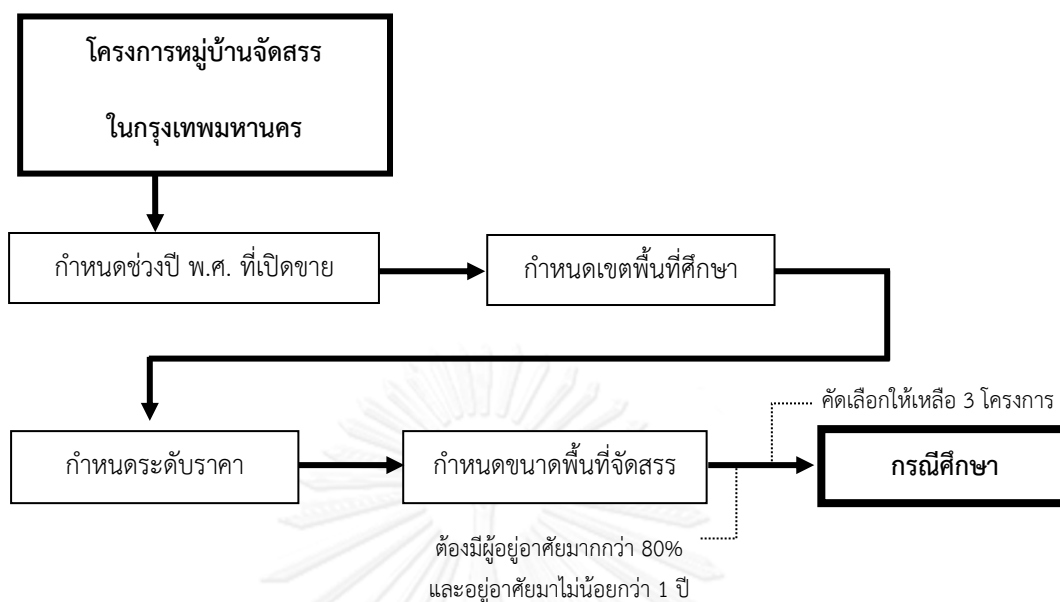 โครงการหมู่บ้านจัดสรร
ในกรุงเทพมหานคร
กำหนดช่วงปี พ.ศ. ที่เปิดขาย
กำหนดเขตพื้นที่ศึกษา
คัดเลือกให้เหลือ 3 โครงการ
กำหนดระดับราคา
กำหนดขนาดพื้นที่จัดสรร
กรณีศึกษา
ต้องมีผู้อยู่อาศัยมากกว่า 80%
และอยู่อาศัยมาไม่น้อยกว่า 1 ปี